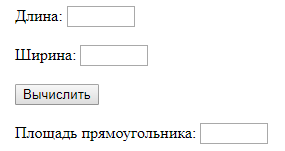 Длина:
Ширина:
Вычислить
Площадь прямоугольника: